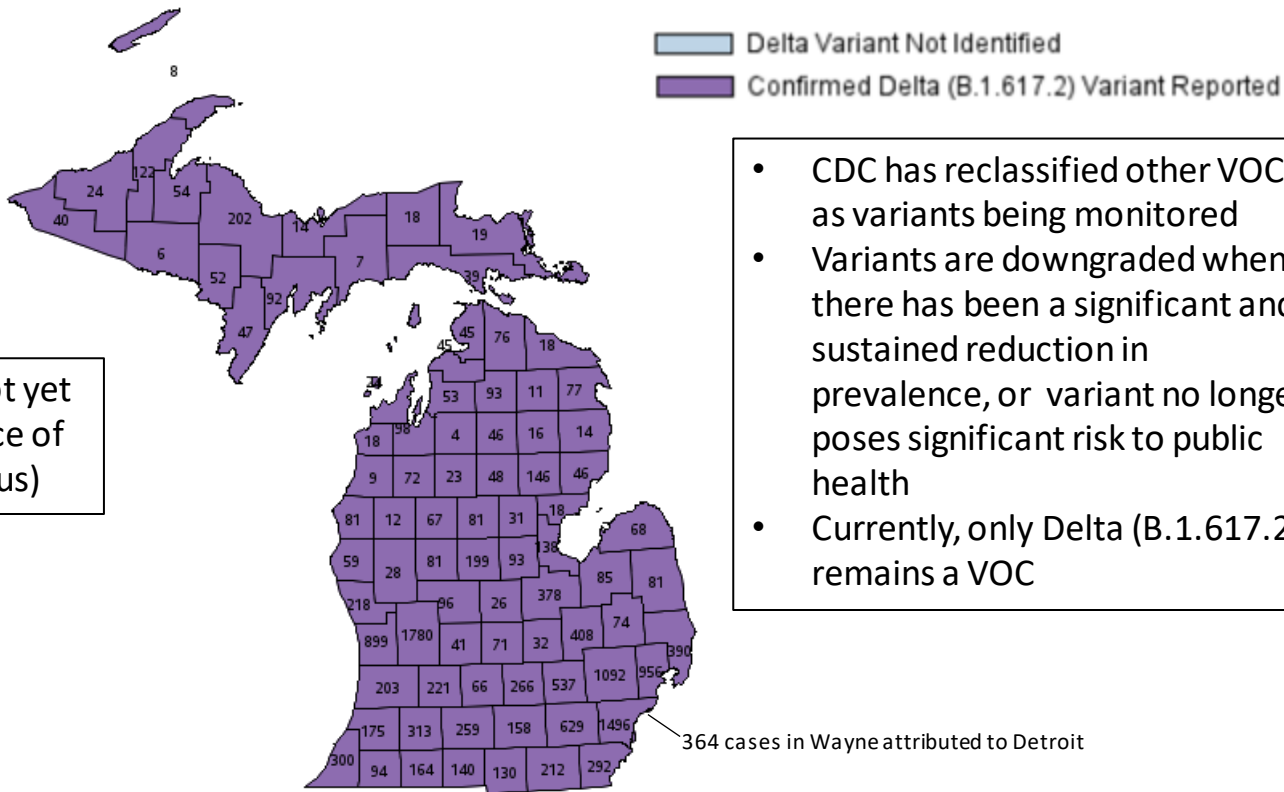 Delta Variant Not Identified
Confirmed Delta (B.1.617.2) Variant Reported
• CDC has reclassified other VOC
as variants being monitored
• Variants are downgraded when
there has been a significant and
sustained reduction in
prevalence, or variant no longe
poses significant risk to public
health
• Currently, only Delta (B.1.617.2
remains a VOC
ot yet
ce of
us)
8
24 122 54
40 202 14 18 19
6 52 7 39
47 92
45 45 76 18
53 93 11 77
18 98 4 46 16 14
9 72 23 48 146 46
81 12 67 81 31 18 68
59 28 81 199 93 138
218 96 26 378 85 81
899 1780 41 71 32 408 74 390
203 221 66 266 537 1092 956
175 313 259 158 629 1496
300 94 164 140 130 212 292
364 cases in Wayne attributed to Detroit